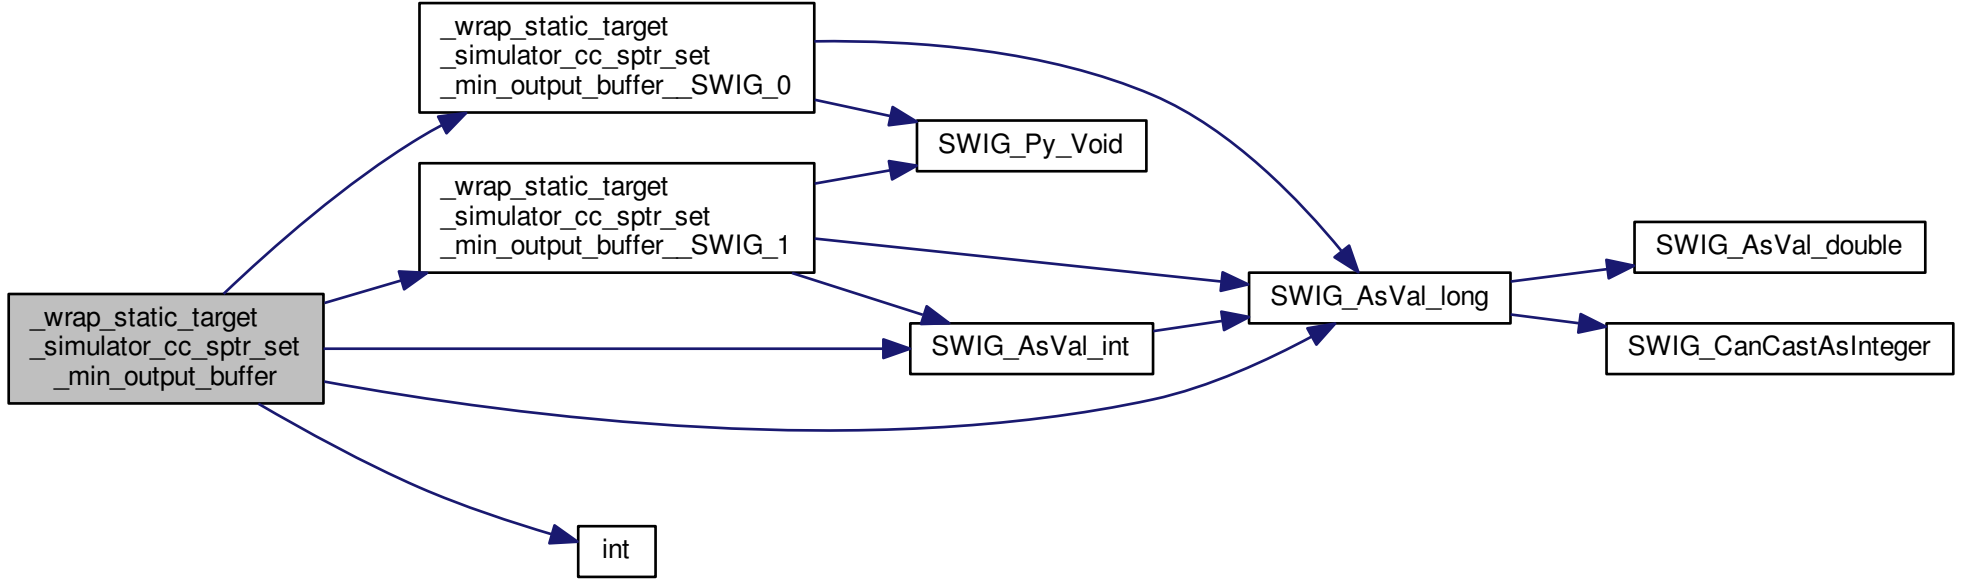 _wrap_static_target
_simulator_cc_sptr_set
_min_output_buffer
_wrap_static_target
_simulator_cc_sptr_set
_min_output_buffer__SWIG_0
_wrap_static_target
_simulator_cc_sptr_set
_min_output_buffer__SWIG_1
SWIG_Py_Void
SWIG_AsVal_int
int
SWIG_AsVal_long
SWIG_AsVal_double
SWIG_CanCastAsInteger